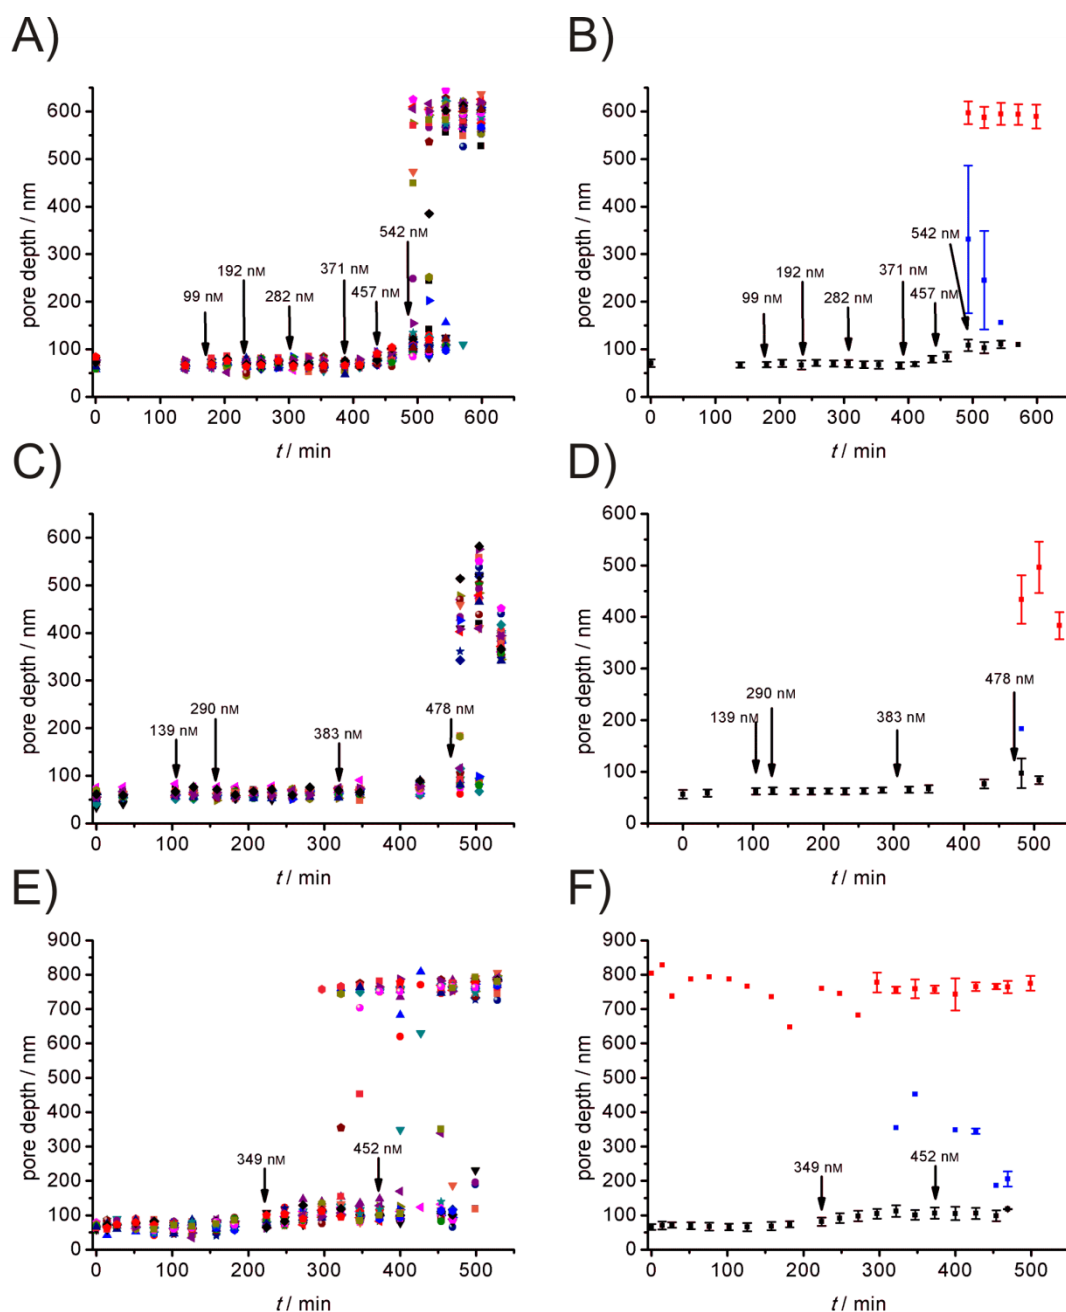 A)
B)
pore depth / nm
600
500
400
300
200
100
0
99 nM
192 nM
282 nM
371 nM
457 nM
542 nM
0 100 200 300 400 500 600
t / min
pore depth / nm
600
500
400
300
200
100
0
99 nM
192 nM
282 nM
371 nM
457 nM
542 nM
0 100 200 300 400 500 600
t / min
C)
D)
pore depth / nm
600
500
400
300
200
100
0
139 nM
290 nM
383 nM
478 nM
0 100 200 300 400 500
t / min
pore depth / nm
600
500
400
300
200
100
0
139 nM
290 nM
383 nM
478 nM
0 100 200 300 400 500
t / min
E)
F)
pore depth / nm
900
800
700
600
500
400
300
200
100
0
349 nM
452 nM
0 100 200 300 400 500
t / min
pore depth / nm
900
800
700
600
500
400
300
200
100
0
349 nM
452 nM
0 100 200 300 400 500
t / min